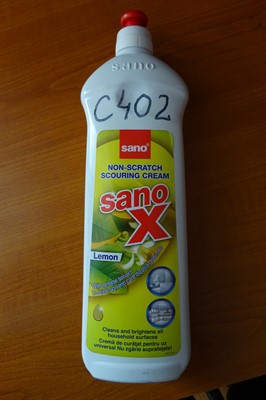 sano
C402
sano®
NON-SCRATCH
SCOURING CREAM
sano
X
Lemon
Cleans and brightens all
household surfaces
Cremă de curăţat pentru uz
universal Nu zgârie suprafeţele!